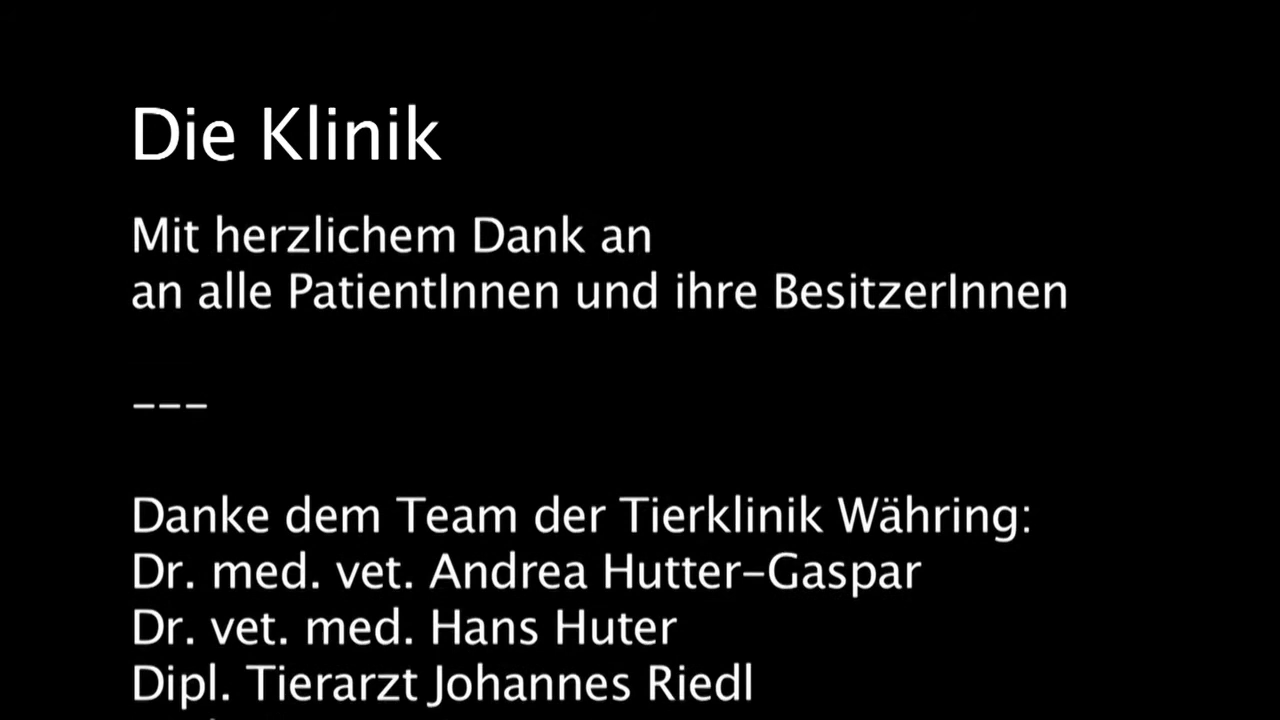 Die Klinik
Mit herzlichem Dank an
an alle PatientInnen und ihre BesitzerInnen
---
Danke dem Team der Tierklinik Währing:
Dr. med. vet. Andrea Hutter-Gaspar
Dr. vet. med. Hans Huter
Dipl. Tierarzt Johannes Riedl